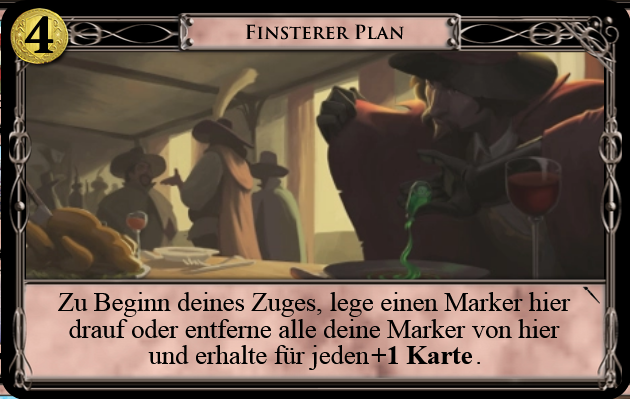 4
FINSTERER PLAN
Zu Beginn deines Zuges, lege einen Marker hier
drauf oder entferne alle deine Marker von hier
und erhalte für jeden +1 Karte.